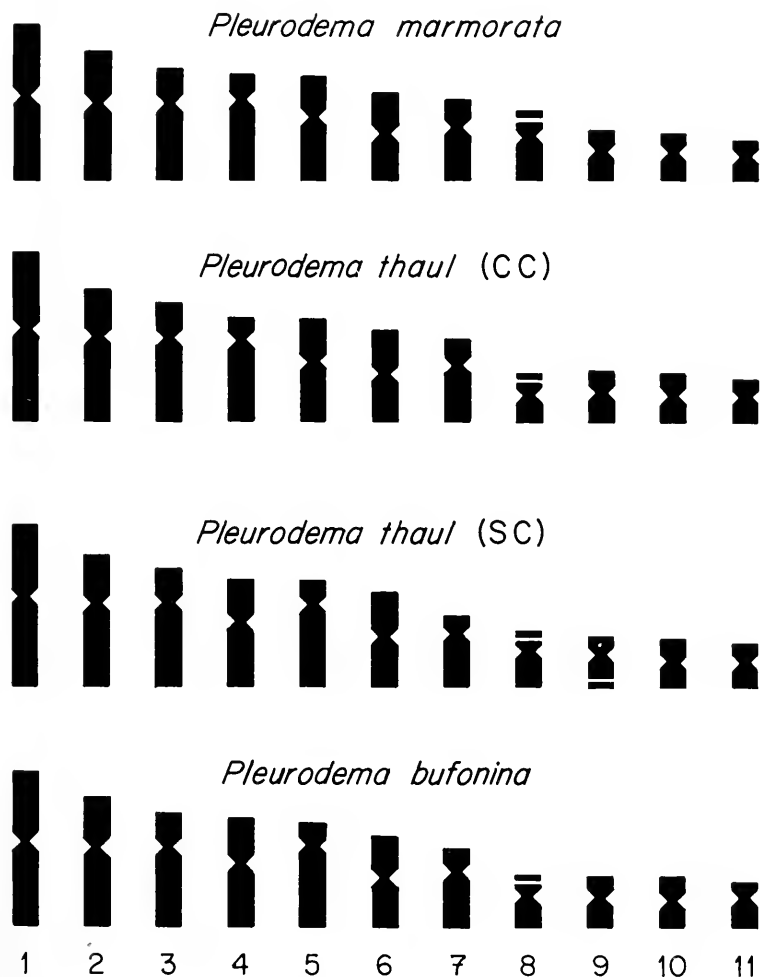 Pleurodema marmorata
Pleurodema thaul (CC)
Pleurodema thaul (SC)
Pleurodema bufonina
1 2 3 4 5 6 7 8 9 10 11